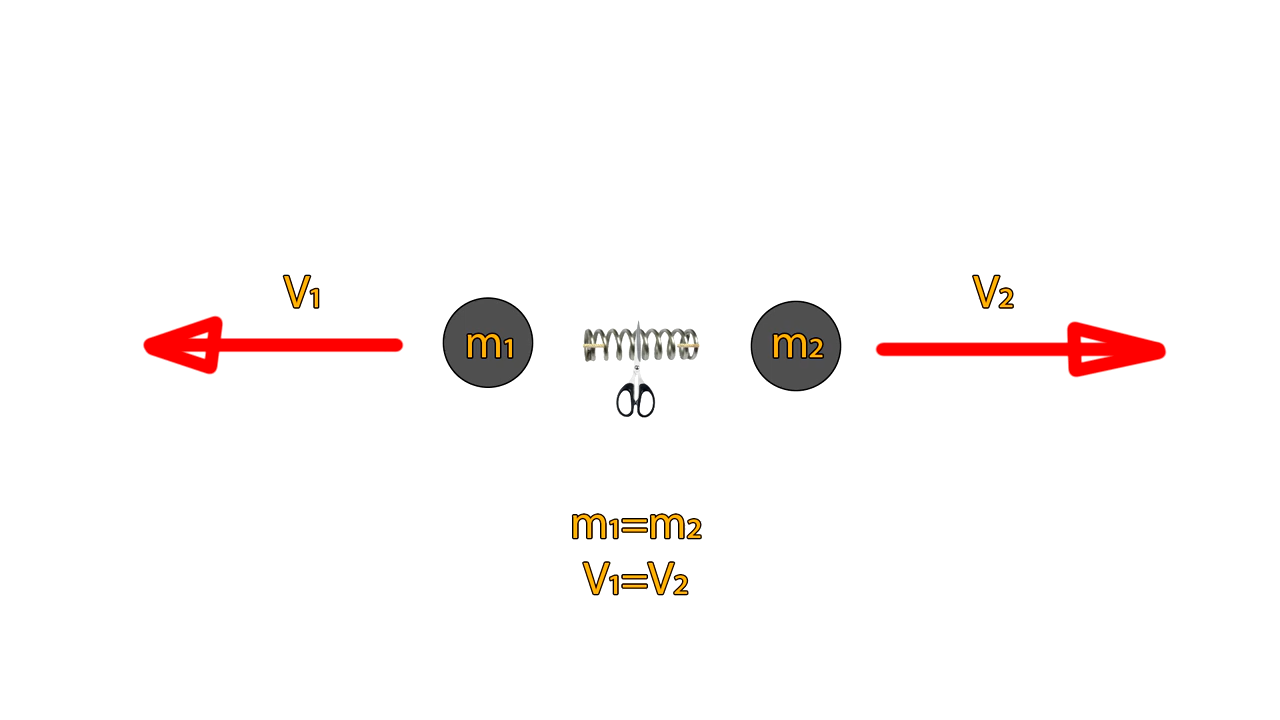 V₁
V₂
m₁
m₂
m₁=m₂
V₁=V₂